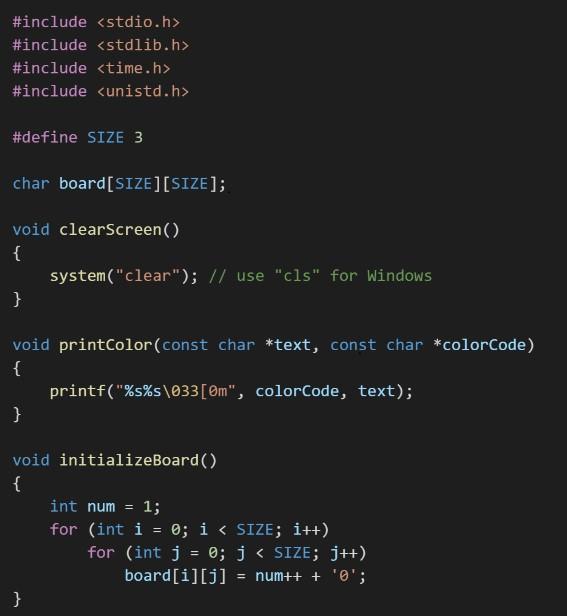 #include <stdio.h>
#include <stdlib.h>
#include <time.h>
#include <unistd.h>

#define SIZE 3

char board[SIZE][SIZE];

void clearScreen()
{
    system("clear"); // use "cls" for Windows
}

void printColor(const char *text, const char *colorCode)
{
    printf("%s%s\033[0m", colorCode, text);
}

void initializeBoard()
{
    int num = 1;
    for (int i = 0; i < SIZE; i++)
        for (int j = 0; j < SIZE; j++)
            board[i][j] = num++ + '0';
}